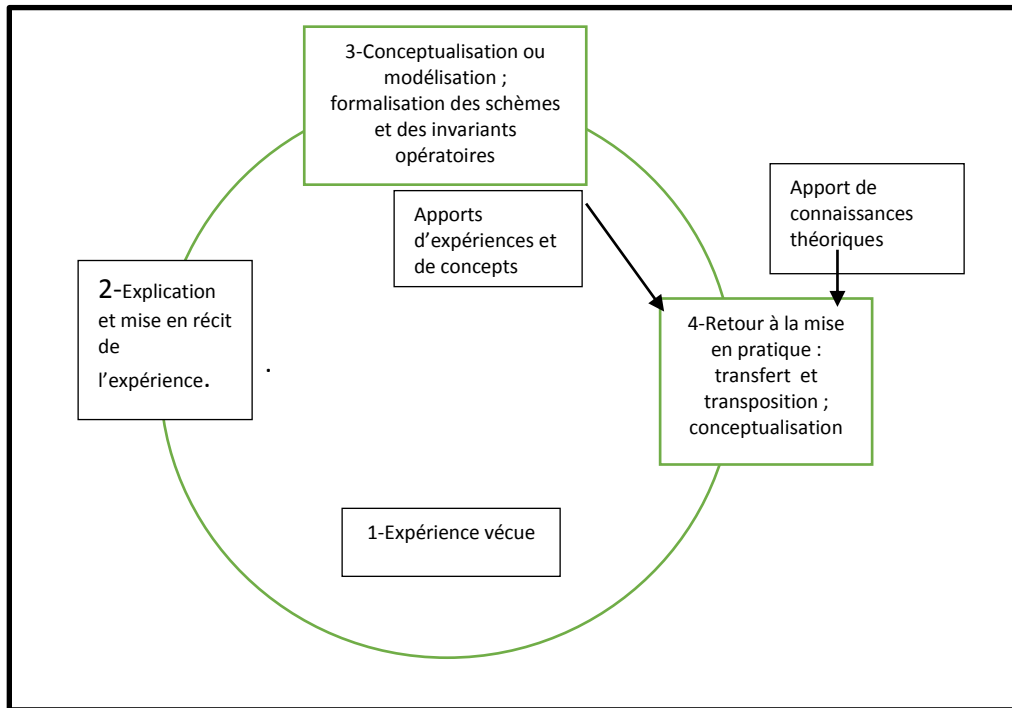 3-Conceptualisation ou
modélisation ;
formalisation des schèmes
et des invariants
opératoires
Apports
d’expériences et
de concepts
Apport de
connaissances
théoriques
2-Explication
et mise en récit
de
l’expérience.
.
4-Retour à la mise
en pratique :
transfert et
transposition ;
conceptualisation
1-Expérience vécue